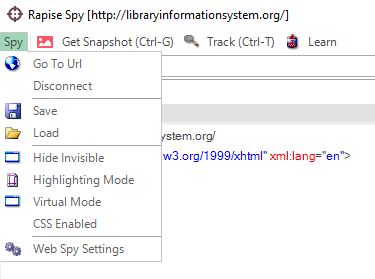 Rapise Spy [http://libraryinformationsystem.org/]
Spy Get Snapshot (Ctrl-G) Track (Ctrl-T) Learn
Go To Url
Disconnect
Save
Load
ystem.org/
Hide Invisible
w3.org/1999/xhtml" xml:lang="en">
Highlighting Mode
Virtual Mode
CSS Enabled
Web Spy Settings